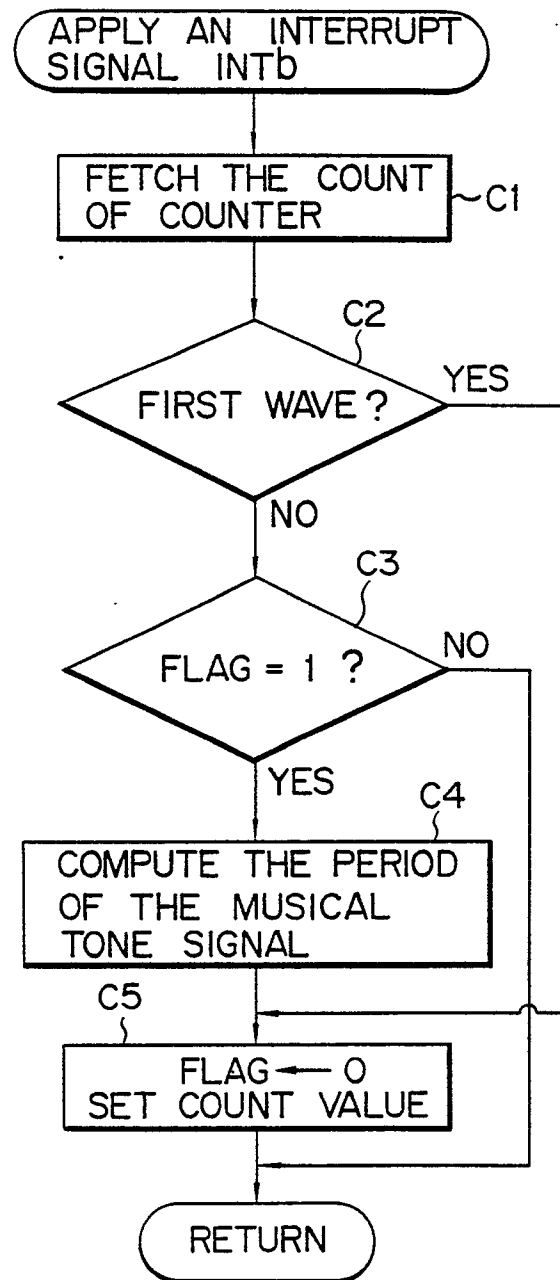 APPLY AN INTERRUPT
SIGNAL INTb
FETCH THE COUNT
OF COUNTER
C1
C2
FIRST WAVE?
YES
NO
C3
FLAG = 1 ?
NO
YES
C4
COMPUTE THE PERIOD
OF THE MUSICAL
TONE SIGNAL
C5
FLAG ← 0
SET COUNT VALUE
RETURN